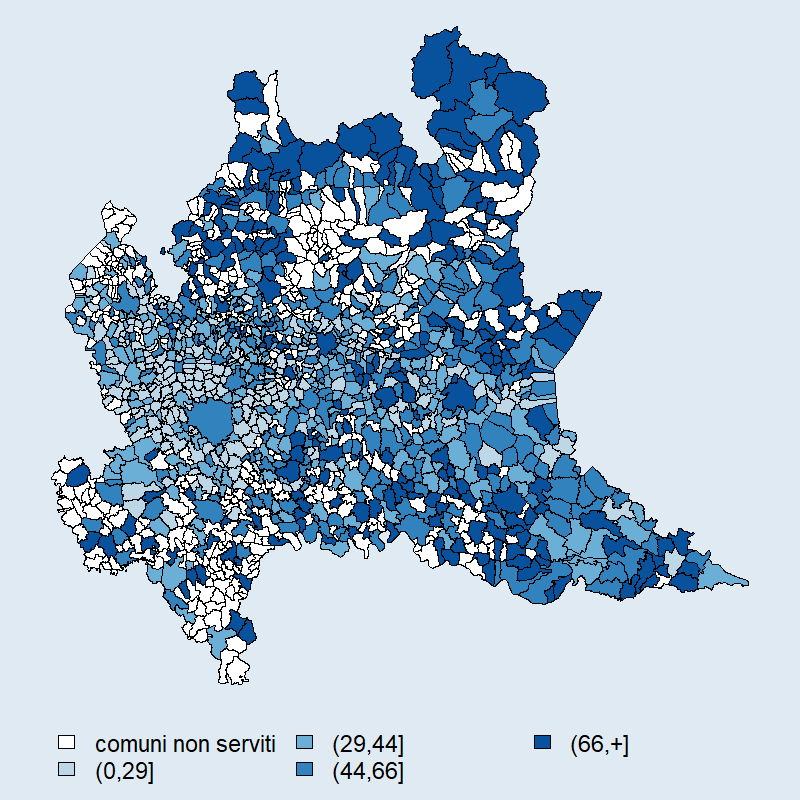 comuni non serviti (29,44] (66,+]
(0,29] (44,66]